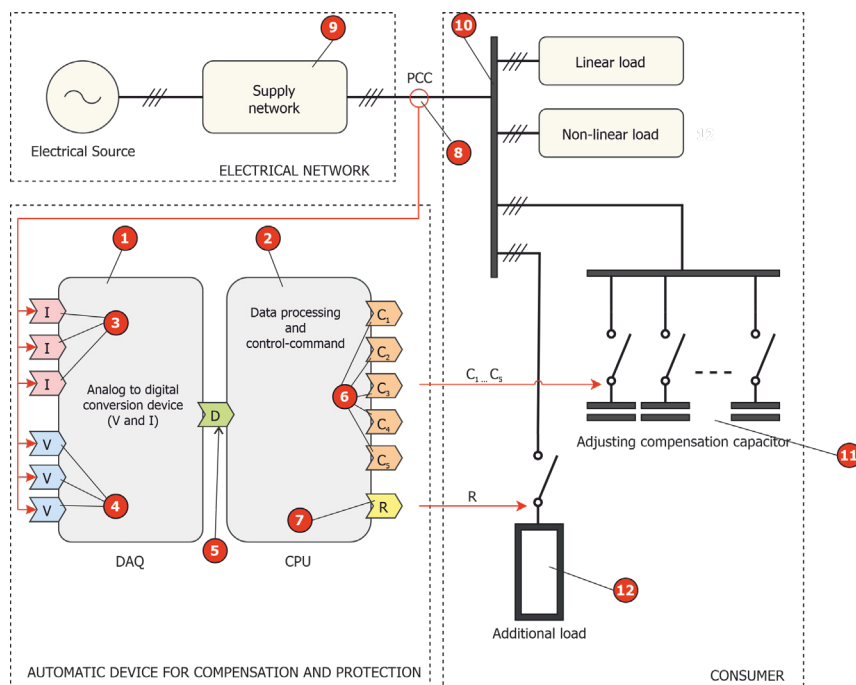 9
10
PCC
Linear load
Supply
network
8
Non-linear load
Electrical Source
ELECTRICAL NETWORK
1
2
I
I
I
3
Data processing
and
control-command
C1
C2
C3
C4
C5
6
Analog to digital
conversion device
(V and I)
D
V
V
V
4
5
7
R
DAQ
CPU
C1 ... C5
R
Adjusting compensation capacitor
11
12
Additional load
AUTOMATIC DEVICE FOR COMPENSATION AND PROTECTION
CONSUMER